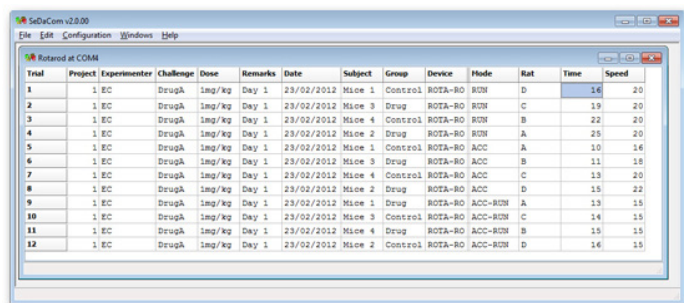 SeDaCom v2.0.00
File Edit Configuration Windows Help
Rotarod at COM4
Trial Project Experimenter Challenge Dose Remarks Date Subject Group Device Mode Rat Time Speed
1 1 EC DrugA 1mg/kg Day 1 23/02/2012 Mice 1 Control ROTA-RO RUN D 16 20
2 1 EC DrugA 1mg/kg Day 1 23/02/2012 Mice 3 Drug ROTA-RO RUN C 19 20
3 1 EC DrugA 1mg/kg Day 1 23/02/2012 Mice 4 Control ROTA-RO RUN B 22 20
4 1 EC DrugA 1mg/kg Day 1 23/02/2012 Mice 2 Drug ROTA-RO RUN A 25 20
5 1 EC DrugA 1mg/kg Day 1 23/02/2012 Mice 1 Control ROTA-RO ACC A 10 16
6 1 EC DrugA 1mg/kg Day 1 23/02/2012 Mice 3 Drug ROTA-RO ACC B 11 18
7 1 EC DrugA 1mg/kg Day 1 23/02/2012 Mice 4 Control ROTA-RO ACC C 13 20
8 1 EC DrugA 1mg/kg Day 1 23/02/2012 Mice 2 Drug ROTA-RO ACC D 15 22
9 1 EC DrugA 1mg/kg Day 1 23/02/2012 Mice 1 Drug ROTA-RO ACC-RUN A 13 15
10 1 EC DrugA 1mg/kg Day 1 23/02/2012 Mice 3 Control ROTA-RO ACC-RUN C 14 15
11 1 EC DrugA 1mg/kg Day 1 23/02/2012 Mice 4 Drug ROTA-RO ACC-RUN B 15 15
12 1 EC DrugA 1mg/kg Day 1 23/02/2012 Mice 2 Control ROTA-RO ACC-RUN D 16 15